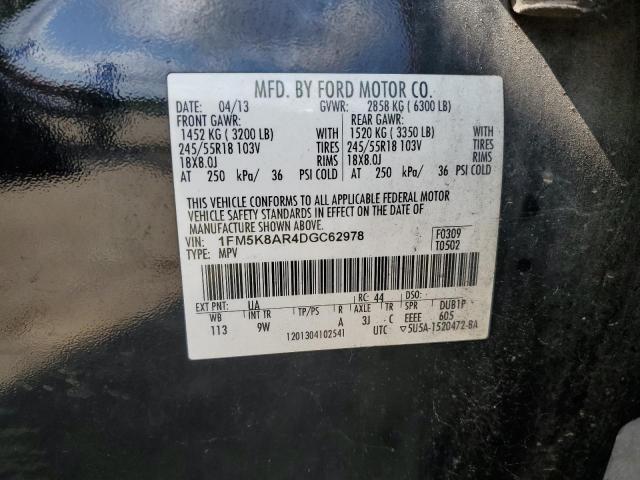 MFD. BY FORD MOTOR CO.
DATE: 04/13 GVWR: 2858 KG ( 6300 LB)
FRONT GAWR: REAR GAWR:
1452 KG ( 3200 LB) WITH 1520 KG ( 3350 LB) WITH
245/55R18 103V TIRES 245/55R18 103V TIRES
18X8.0J RIMS 18X8.0J RIMS
AT 250 kPa/ 36 PSI COLD AT 250 kPa/ 36 PSI COLD
THIS VEHICLE CONFORMS TO ALL APPLICABLE FEDERAL MOTOR
VEHICLE SAFETY STANDARDS IN EFFECT ON THE DATE OF
MANUFACTURE SHOWN ABOVE.
VIN: 1FM5K8AR4DGC62978 F0309
TYPE: MPV T0502
EXT PNT: UA RC: 44 DSO:
WB INT TR TP/PS R AXLE TR SPR DUB1P
113 9W A 3J C EEEE 605
1201304102541 UTC ▽5U5A-1520472-BA